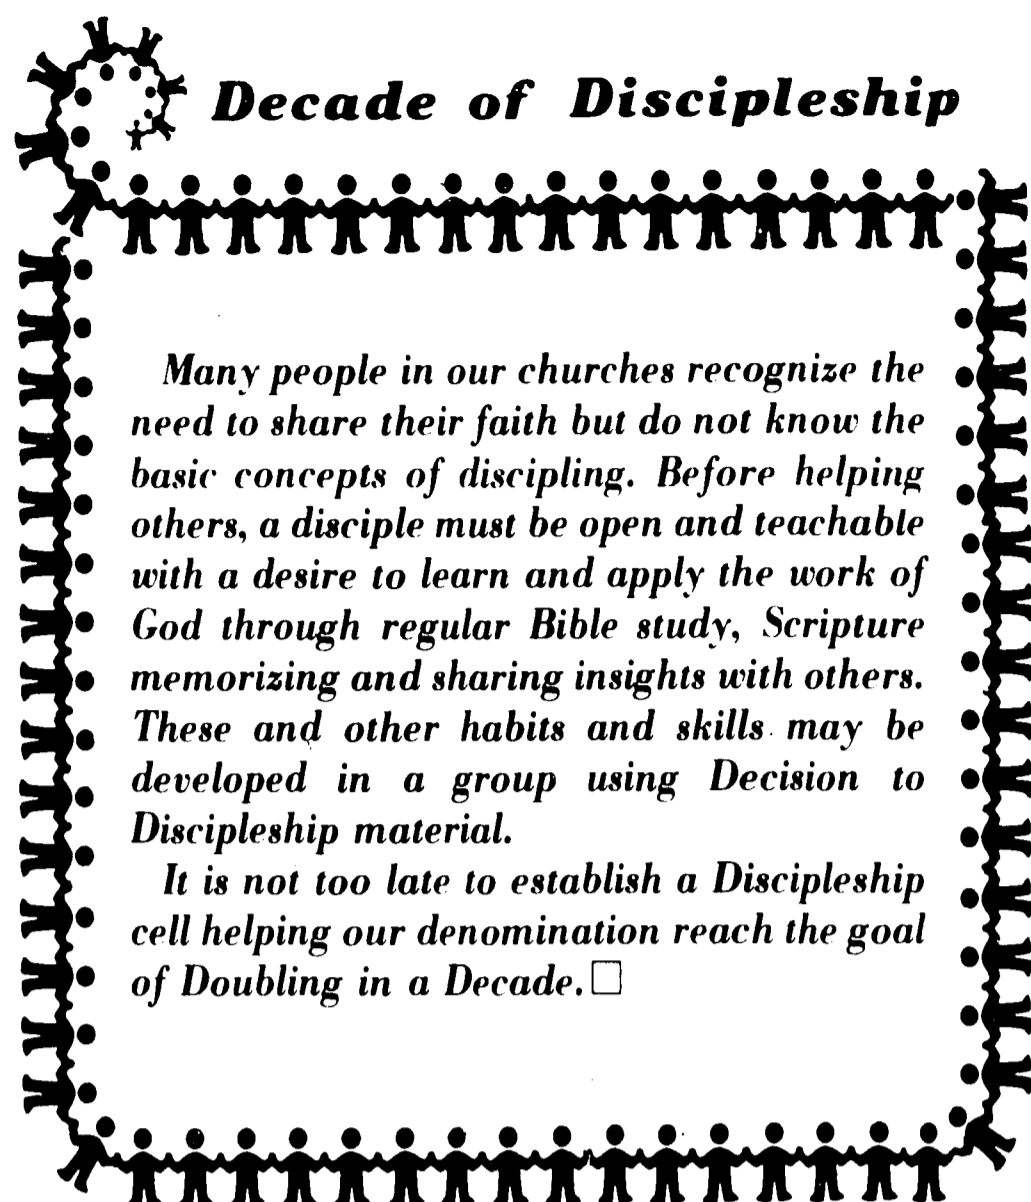 Decade of Discipleship
Many people in our churches recognize the
need to share their faith but do not know the
basic concepts of discipling. Before helping
others, a disciple must be open and teachable
with a desire to learn and apply the work of
God through regular Bible study, Scripture
memorizing and sharing insights with others.
These and other habits and skills may be
developed in a group using Decision to
Discipleship material.
It is not too late to establish a Discipleship
cell helping our denomination reach the goal
of Doubling in a Decade. □